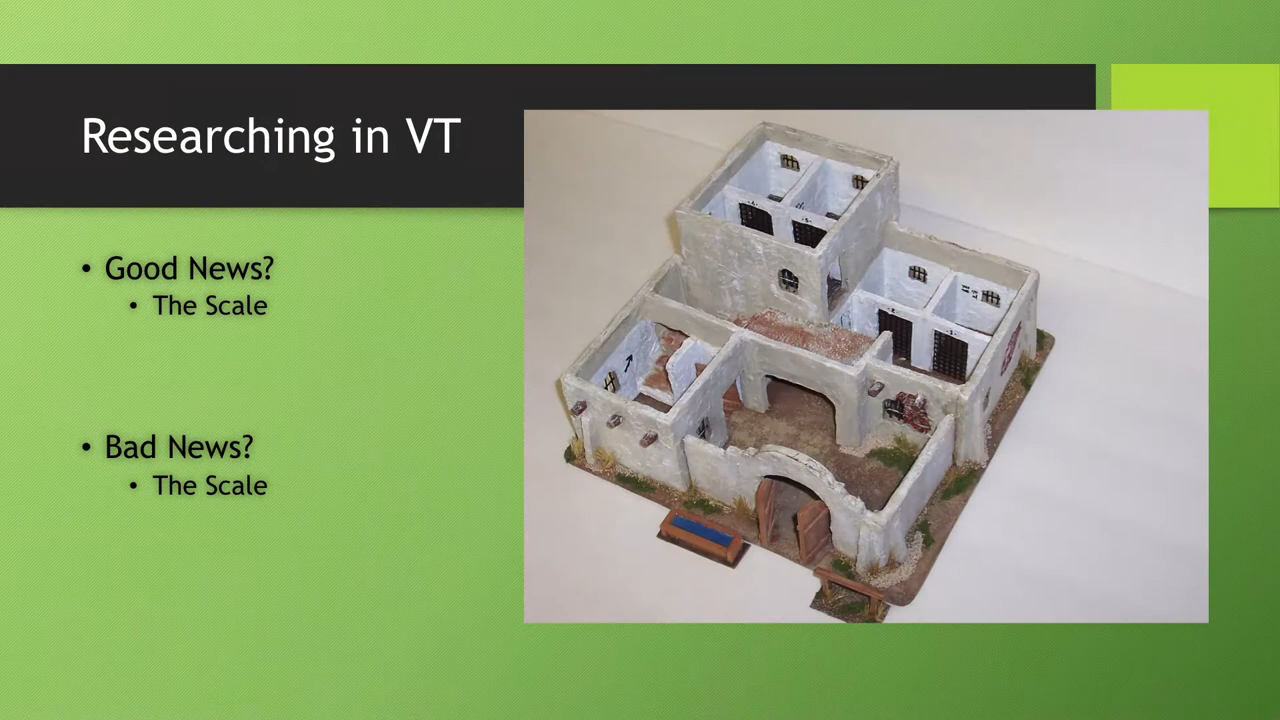 Researching in VT
• Good News?
• The Scale
• Bad News?
• The Scale